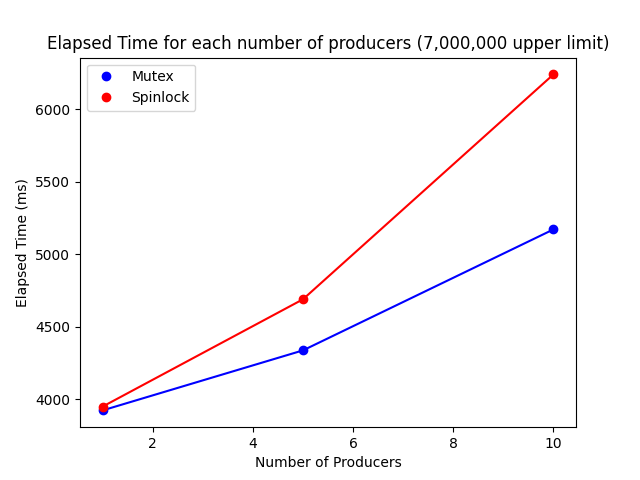 Elapsed Time for each number of producers (7,000,000 upper limit)
Mutex
Spinlock
6000
5500
5000
4500
4000
Elapsed Time (ms)
2
4
6
8
10
Number of Producers